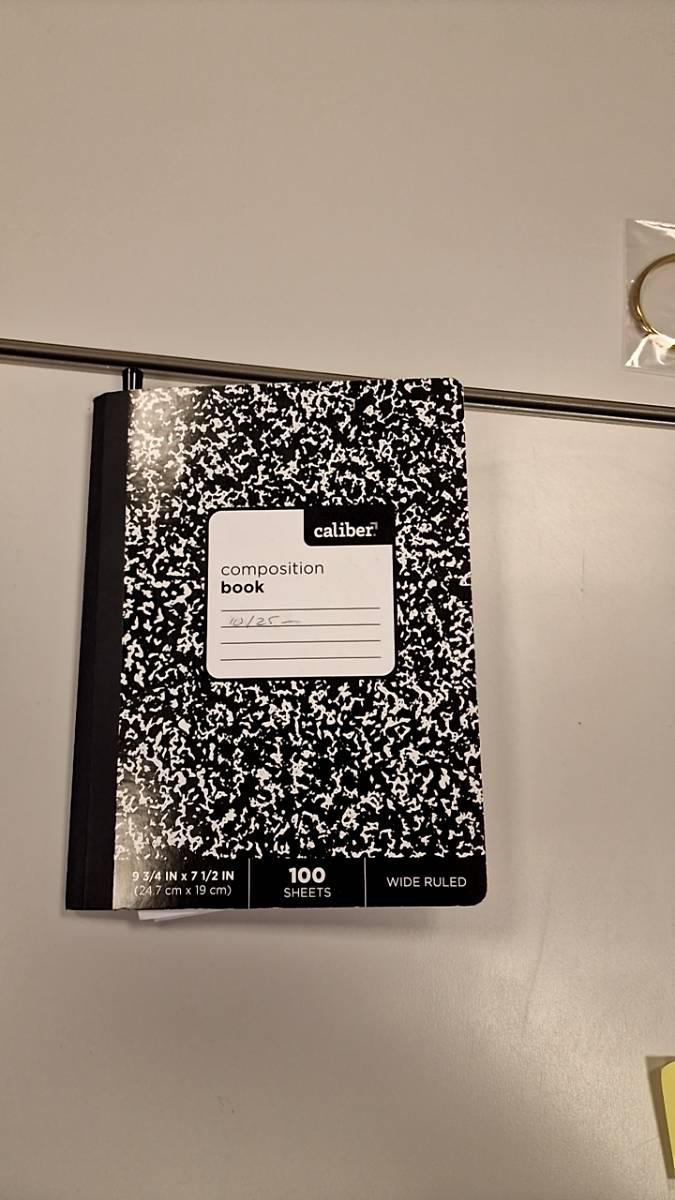 caliber
composition
book
10/25 —
9 3/4 IN x 7 1/2 IN
(24.7 cm x 19 cm)
100
SHEETS
WIDE RULED